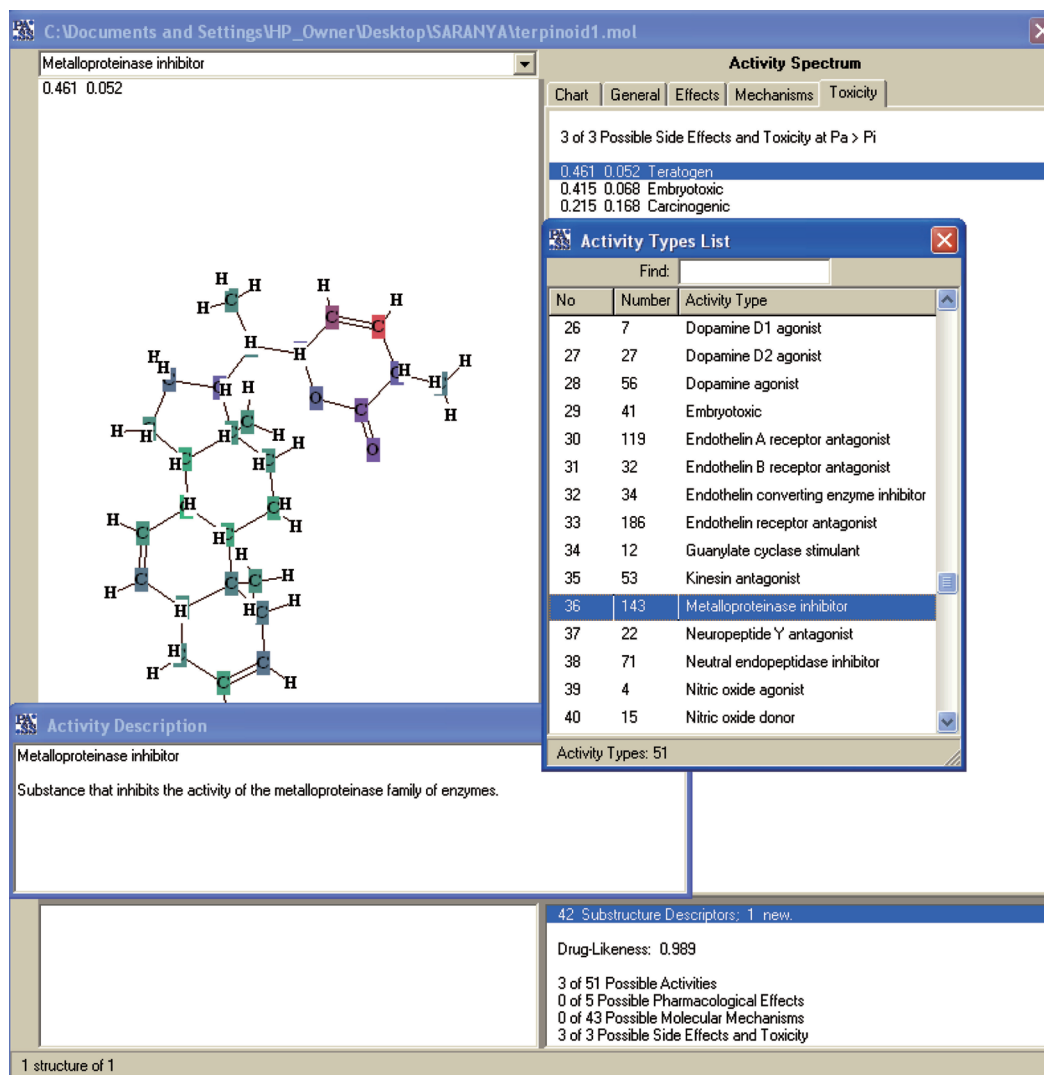 C:\Documents and Settings\HP_Owner\Desktop\SARANYA\terpinoid1.mol
Metalloproteinase inhibitor
0.461 0.052
Activity Spectrum
Chart General Effects Mechanisms Toxicity
3 of 3 Possible Side Effects and Toxicity at Pa > Pi
0.461 0.052 Teratogen
0.415 0.068 Embryotoxic
0.215 0.168 Carcinogenic
Activity Types List
Find:
No Number Activity Type
26 7 Dopamine D1 agonist
27 27 Dopamine D2 agonist
28 56 Dopamine agonist
29 41 Embryotoxic
30 119 Endothelin A receptor antagonist
31 32 Endothelin B receptor antagonist
32 34 Endothelin converting enzyme inhibitor
33 186 Endothelin receptor antagonist
34 12 Guanylate cyclase stimulant
35 53 Kinesin antagonist
36 143 Metalloproteinase inhibitor
37 22 Neuropeptide Y antagonist
38 71 Neutral endopeptidase inhibitor
39 4 Nitric oxide agonist
40 15 Nitric oxide donor
Activity Types: 51
Activity Description
Metalloproteinase inhibitor
Substance that inhibits the activity of the metalloproteinase family of enzymes.
42 Substructure Descriptors; 1 new.
Drug-Likeness: 0.989
3 of 51 Possible Activities
0 of 5 Possible Pharmacological Effects
0 of 43 Possible Molecular Mechanisms
3 of 3 Possible Side Effects and Toxicity
1 structure of 1